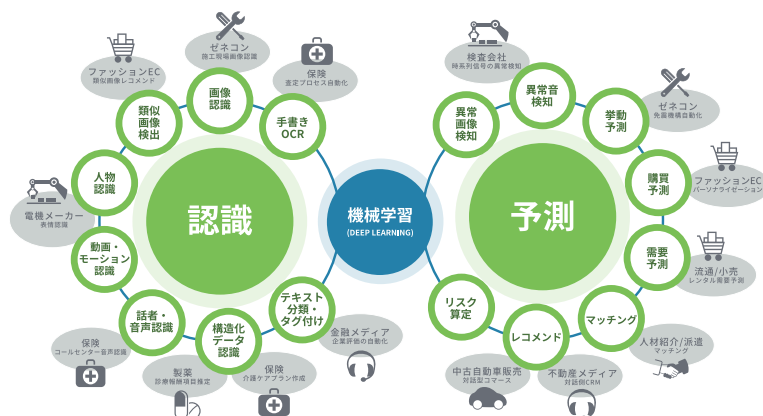 ゼネコン
施工現場画像認識
ファッションEC
類似画像レコメンド
保険
査定プロセス自動化
画像
認識
類似
画像
検出
手書き
OCR
人物
認識
電機メーカー
表情認識
認識
動画・
モーション
認識
話者・
音声認識
構造化
データ
認識
テキスト
分類・
タグ付け
保険
コールセンター音声認識
製薬
診療報酬項目推定
保険
介護ケアプラン作成
金融メディア
企業評価の自動化
機械学習
(DEEP LEARNING)
検査会社
時系列信号の異常検知
異常
画像
検知
異常音
検知
挙動
予測
ゼネコン
免震機構自動化
購買
予測
ファッションEC
パーソナライゼーション
予測
需要
予測
流通/小売
レンタル需要予測
リスク
算定
レコメンド
マッチング
人材紹介/派遣
マッチング
中古自動車販売
対話型コマース
不動産メディア
対話側CRM